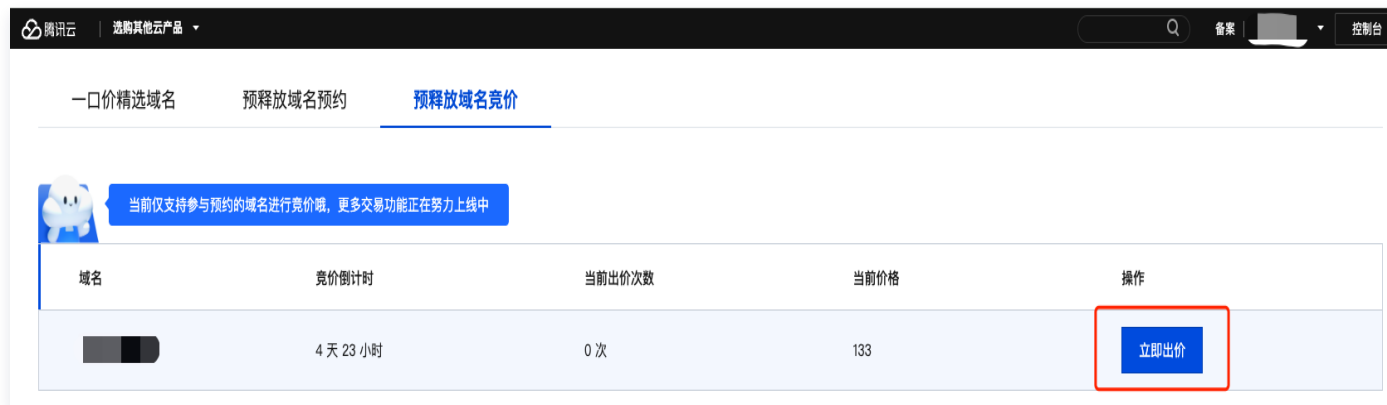 腾讯云 选购其他云产品 备案 控制台
一口价精选域名 预释放域名预约 预释放域名竞价
当前仅支持参与预约的域名进行竞价哦，更多交易功能正在努力上线中
域名 竞价倒计时 当前出价次数 当前价格 操作
4 天 23 小时 0 次 133 立即出价